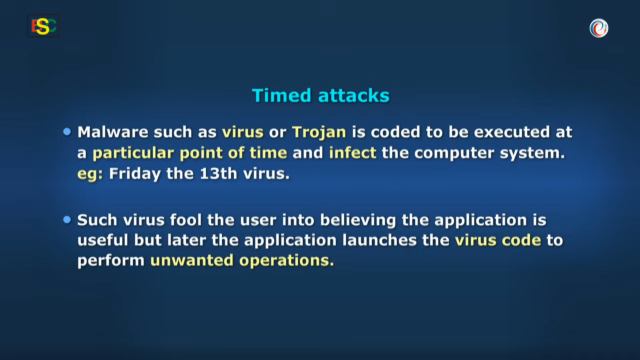 ESC
Timed attacks
• Malware such as virus or Trojan is coded to be executed at
a particular point of time and infect the computer system.
eg: Friday the 13th virus.
• Such virus fool the user into believing the application is
useful but later the application launches the virus code to
perform unwanted operations.